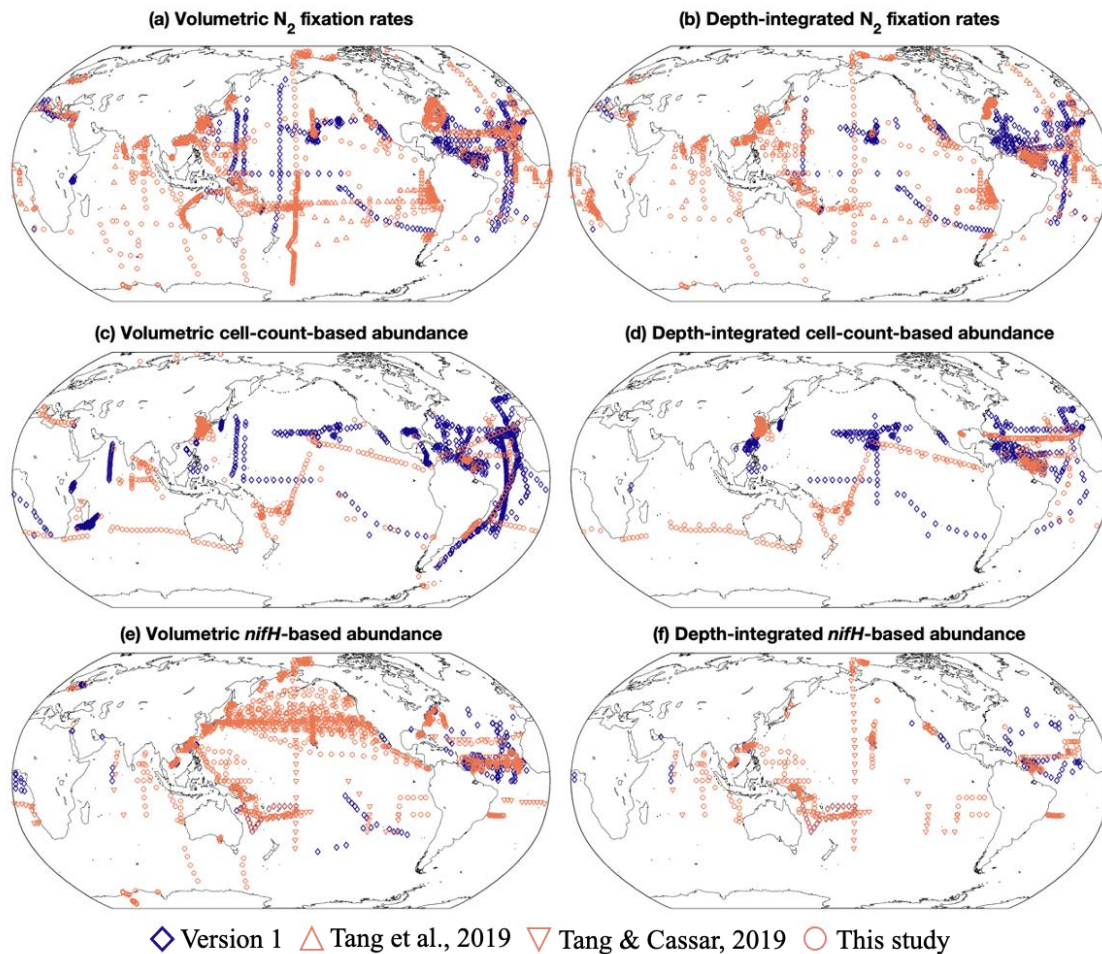 (a) Volumetric N₂ fixation rates
(b) Depth-integrated N₂ fixation rates
(c) Volumetric cell-count-based abundance
(d) Depth-integrated cell-count-based abundance
(e) Volumetric nifH-based abundance
(f) Depth-integrated nifH-based abundance
Version 1 Tang et al., 2019 Tang & Cassar, 2019 This study